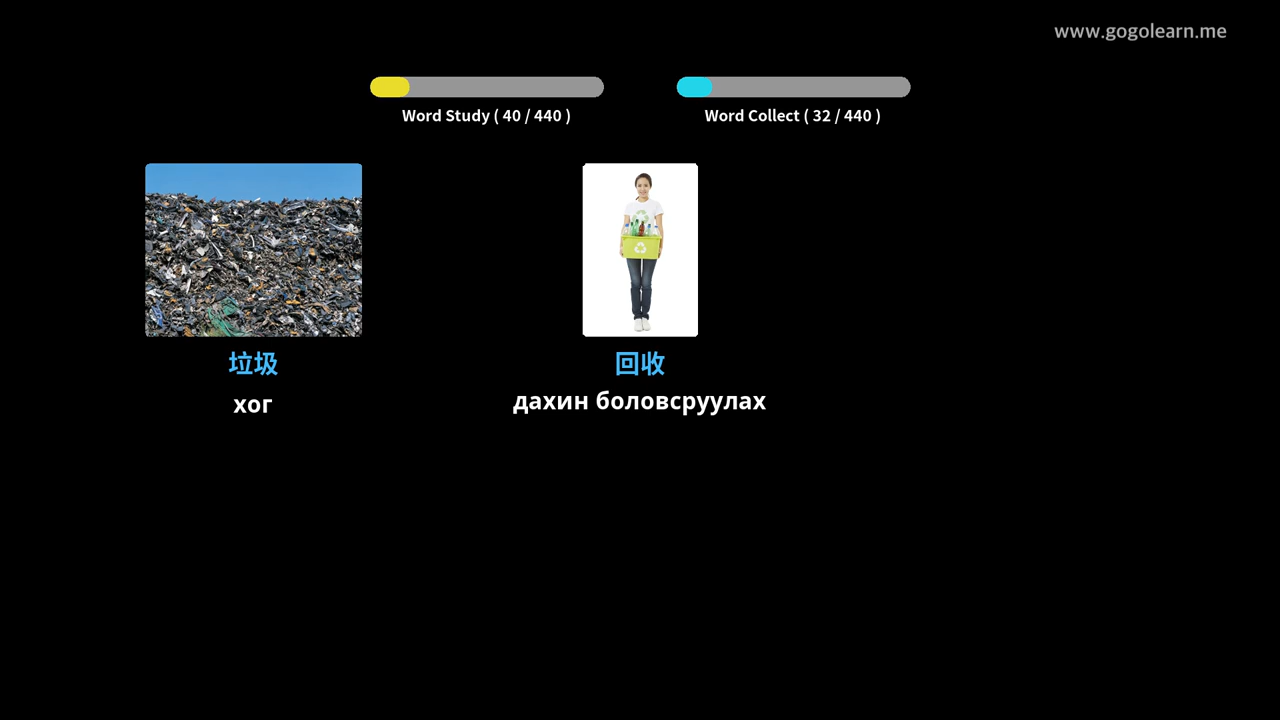 www.gogolearn.me
Word Study ( 40 / 440 )
Word Collect ( 32 / 440 )
垃圾
хог
回收
дахин боловсруулах